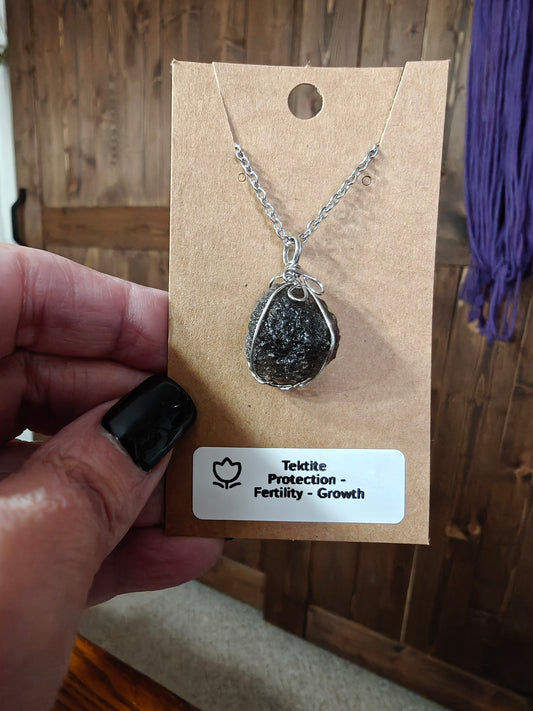 Tektite
Protection -
Fertility - Growth